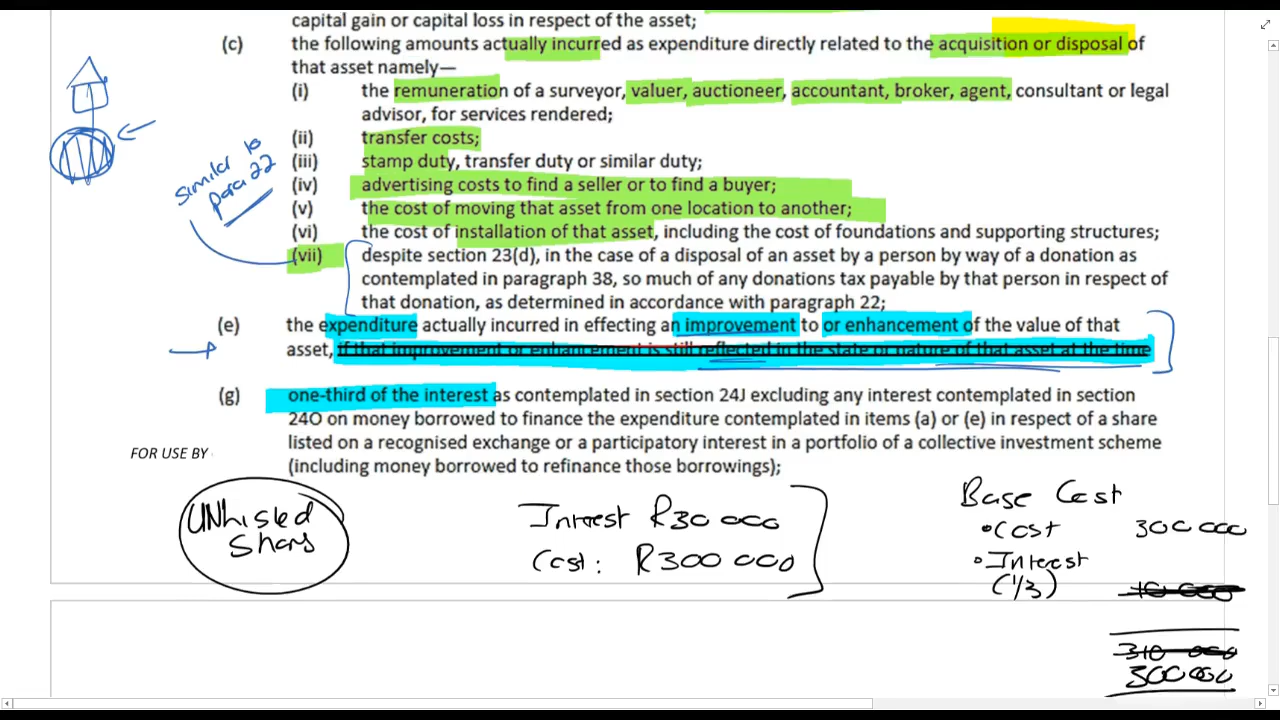 capital gain or capital loss in respect of the asset;
(c) the following amounts actually incurred as expenditure directly related to the acquisition or disposal of
that asset namely—
(i) the remuneration of a surveyor, valuer, auctioneer, accountant, broker, agent, consultant or legal
advisor, for services rendered;
(ii) transfer costs;
(iii) stamp duty, transfer duty or similar duty;
(iv) advertising costs to find a seller or to find a buyer;
(v) the cost of moving that asset from one location to another;
(vi) the cost of installation of that asset, including the cost of foundations and supporting structures;
Similar to
para 22
(vii) despite section 23(d), in the case of a disposal of an asset by a person by way of a donation as
contemplated in paragraph 38, so much of any donations tax payable by that person in respect of
that donation, as determined in accordance with paragraph 22;
(e) the expenditure actually incurred in effecting an improvement to or enhancement of the value of that
asset, if that improvement or enhancement is still reflected in the state or nature of that asset at the time
(g) one-third of the interest as contemplated in section 24J excluding any interest contemplated in section
24O on money borrowed to finance the expenditure contemplated in items (a) or (e) in respect of a share
listed on a recognised exchange or a participatory interest in a portfolio of a collective investment scheme
(including money borrowed to refinance those borrowings);
FOR USE BY
UNlisted
Shares
Interest R30 000
Cost: R300 000
Base Cost
• Cost 300 000
• Interest
(1/3) 10 000
310 000
300 000